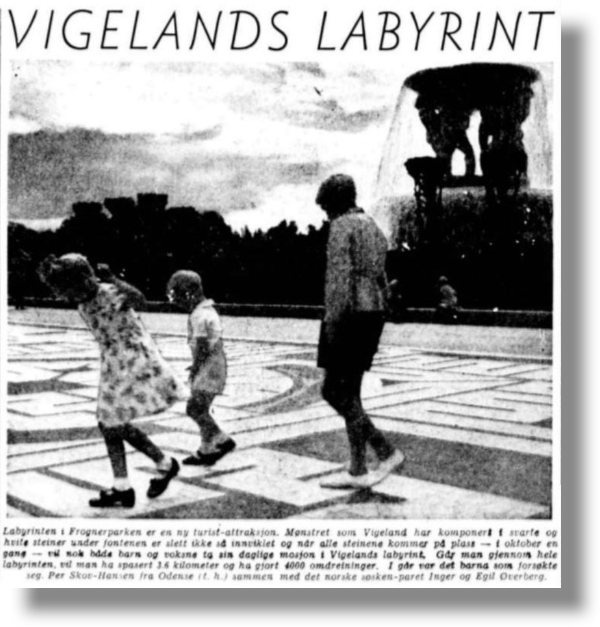 VIGELANDS LABYRINT
Labyrinten i Frognerparken er en ny turist-attraksjon. Mønstret som Vigeland har komponert i svarte og
hvite steiner under fontenen er slett ikke så innviklet og når alle steinene kommer på plass — i oktober en
gang — vil nok både barn og voksne ta sin daglige mosjon i Vigelands labyrint. Går man gjennom hele
labyrinten, vil man ha spasert 3.6 kilometer og ha gjort 4000 omdreininger. I går var det barna som forsøkte
seg. Per Skov-Hansen fra Odense (t. h.) sammen med det norske søsken-paret Inger og Egil Overberg.